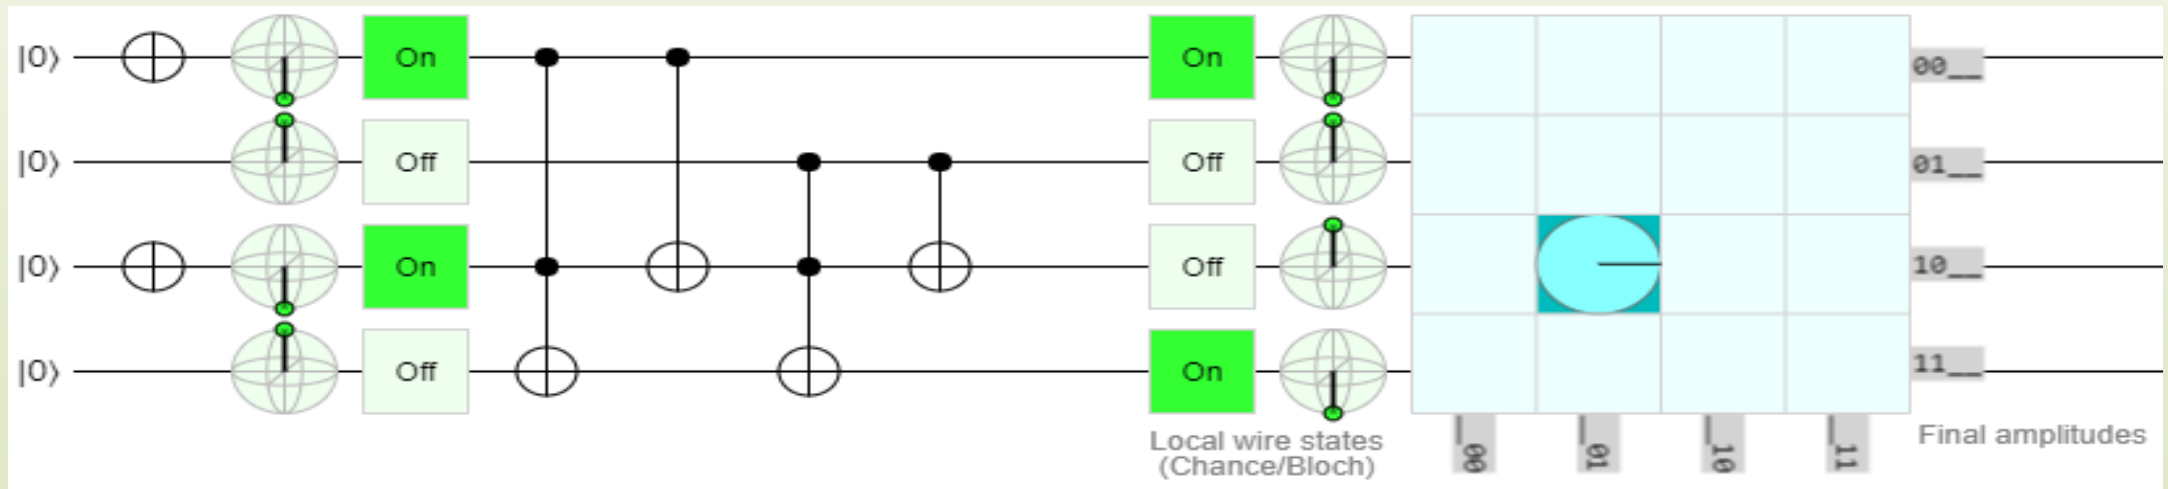 |0⟩ On On 00__
|0⟩ Off Off 01__
|0⟩ On Off 10__
|0⟩ Off On 11__
Local wire states
(Chance/Bloch)
__00 __01 __10 __11
Final amplitudes